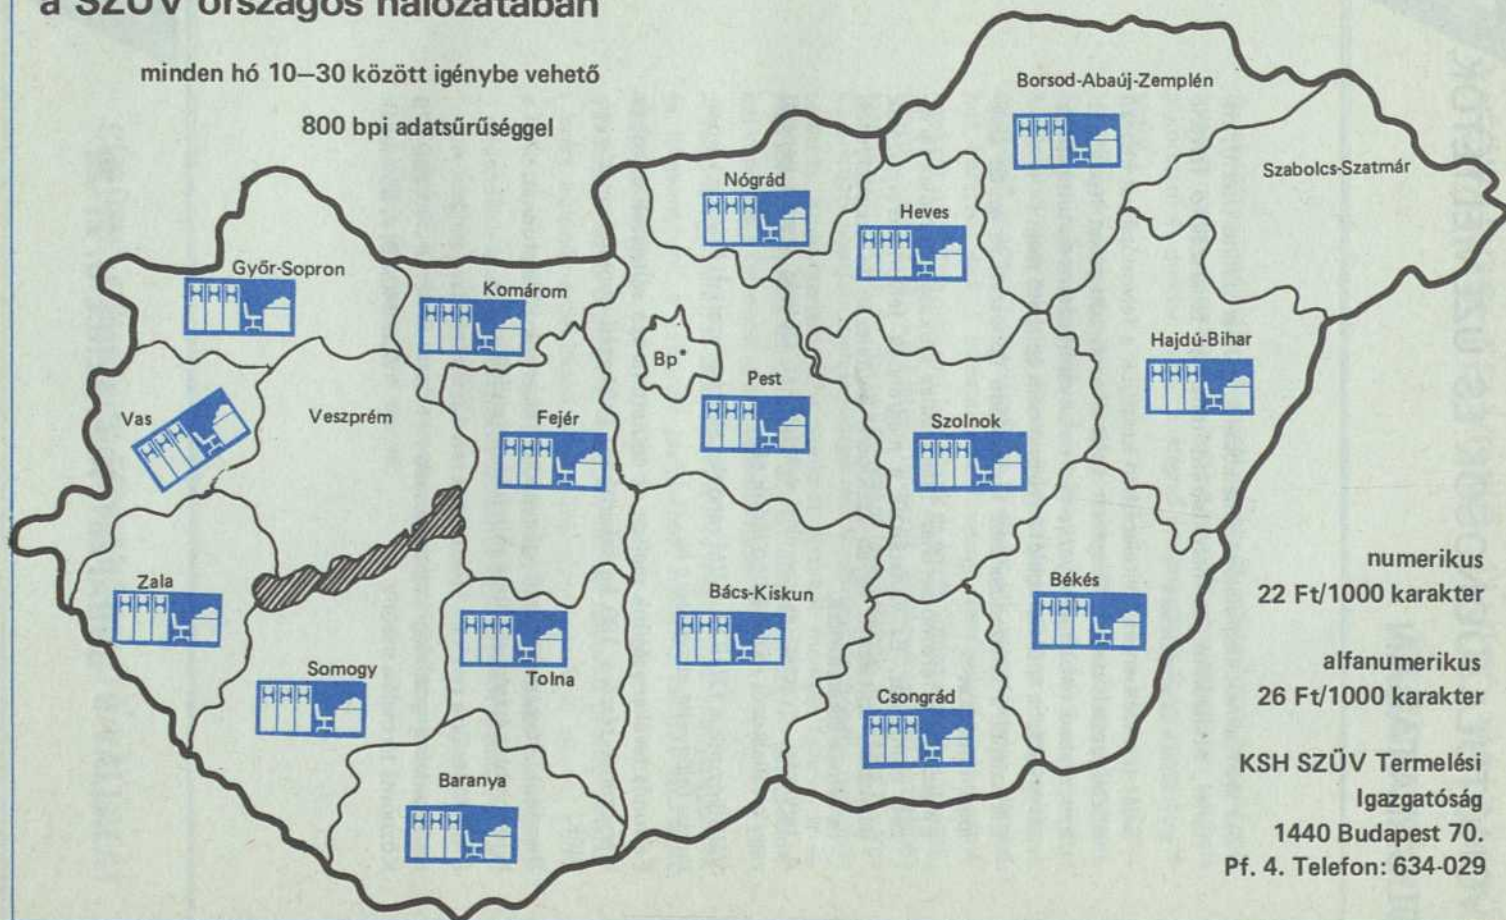 a SZÜV országos hálózatában
minden hó 10–30 között igénybe vehető
800 bpi adatsűrűséggel
Borsod-Abaúj-Zemplén
Szabolcs-Szatmár
Nógrád
Heves
Győr-Sopron
Komárom
Hajdú-Bihar
Bp
Pest
Vas
Veszprém
Fejér
Szolnok
Zala
Bács-Kiskun
Békés
Somogy
Tolna
Csongrád
Baranya
numerikus
22 Ft/1000 karakter
alfanumerikus
26 Ft/1000 karakter
KSH SZÜV Termelési
Igazgatóság
1440 Budapest 70.
Pf. 4. Telefon: 634-029